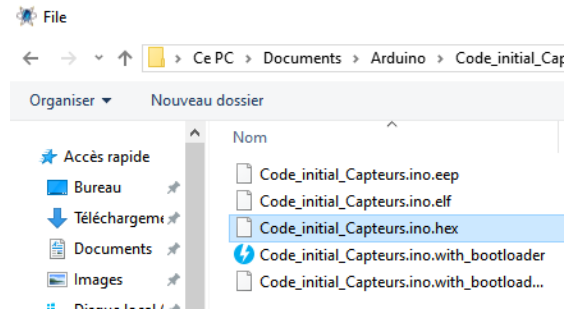 File
Ce PC > Documents > Arduino > Code_initial_Cap
Organiser Nouveau dossier
Nom
Accès rapide
Bureau
Téléchargeme
Documents
Images
Code_initial_Capteurs.ino.eep
Code_initial_Capteurs.ino.elf
Code_initial_Capteurs.ino.hex
Code_initial_Capteurs.ino.with_bootloader
Code_initial_Capteurs.ino.with_bootload...